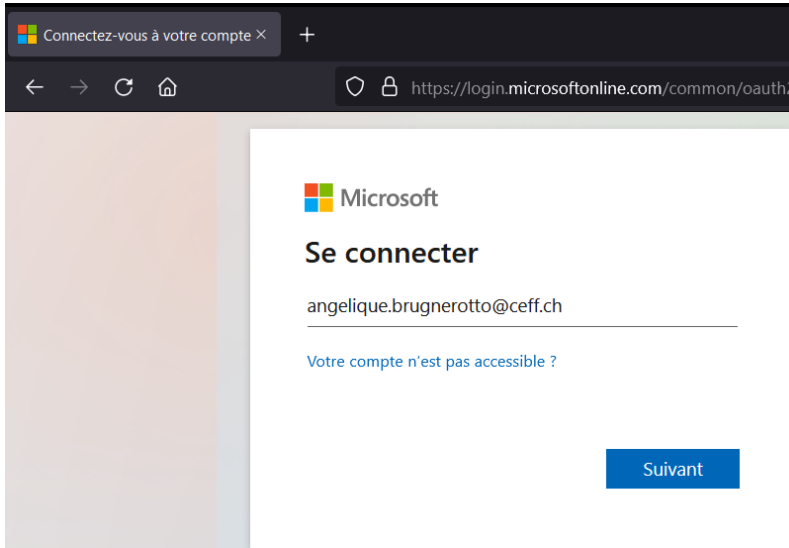 Connectez-vous à votre compte
https://login.microsoftonline.com/common/oauth
Microsoft
Se connecter
angelique.brugnerotto@ceff.ch
Votre compte n'est pas accessible ?
Suivant